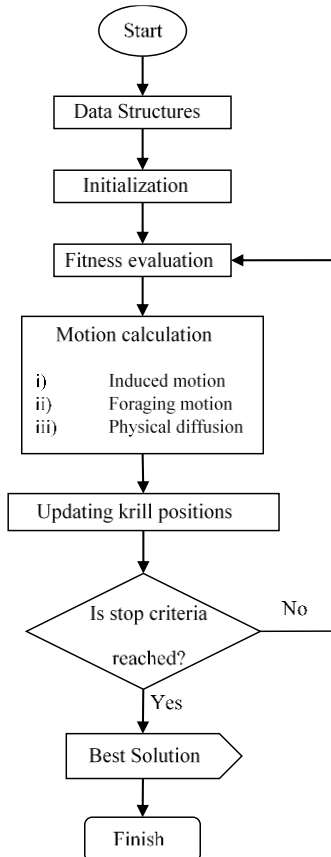 Start
Data Structures
Initialization
Fitness evaluation
Motion calculation
i) Induced motion
ii) Foraging motion
iii) Physical diffusion
Updating krill positions
Is stop criteria
No
reached?
Yes
Best Solution
Finish